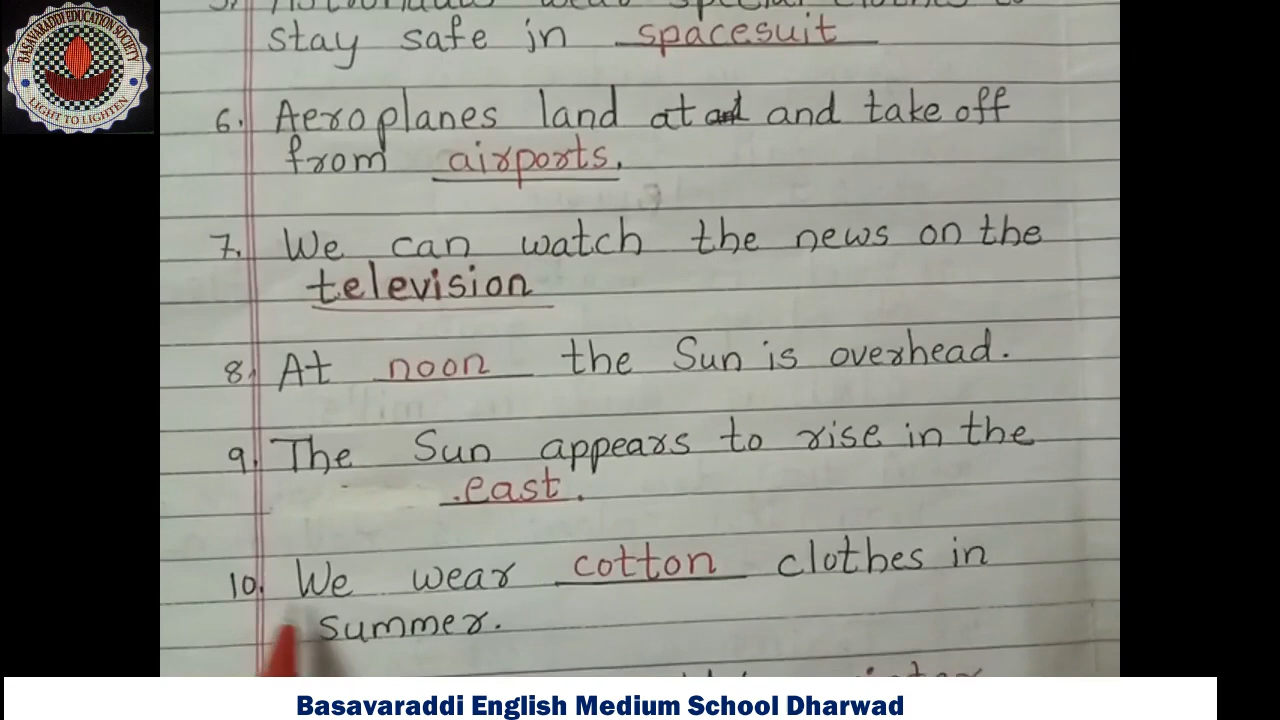 BASAVARADDI EDUCATION SOCIETY
LIGHT TO LIGHTEN
stay safe in spacesuit
6. Aeroplanes land at and take off
from airports.
7. We can watch the news on the
television
8. At noon the Sun is overhead.
9. The Sun appears to rise in the
east.
10. We wear cotton clothes in
summer.
Basavaraddi English Medium School Dharwad